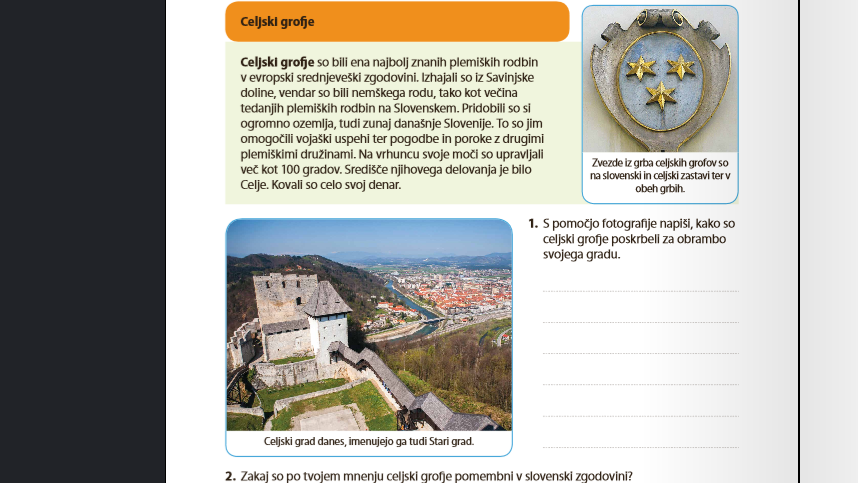 Celjski grofje
Celjski grofje so bili ena najbolj znanih plemiških rodbin
v evropski srednjeveški zgodovini. Izhajali so iz Savinjske
doline, vendar so bili nemškega rodu, tako kot večina
tedanjih plemiških rodbin na Slovenskem. Pridobili so si
ogromno ozemlja, tudi zunaj današnje Slovenije. To so jim
omogočili vojaški uspehi ter pogodbe in poroke z drugimi
plemiškimi družinami. Na vrhuncu svoje moči so upravljali
več kot 100 gradov. Središče njihovega delovanja je bilo
Celje. Kovali so celo svoj denar.
Zvezde iz grba celjskih grofov so
na slovenski in celjski zastavi ter v
obeh grbih.
1. S pomočjo fotografije napiši, kako so
celjski grofje poskrbeli za obrambo
svojega gradu.
Celjski grad danes, imenujejo ga tudi Stari grad.
2. Zakaj so po tvojem mnenju celjski grofje pomembni v slovenski zgodovini?